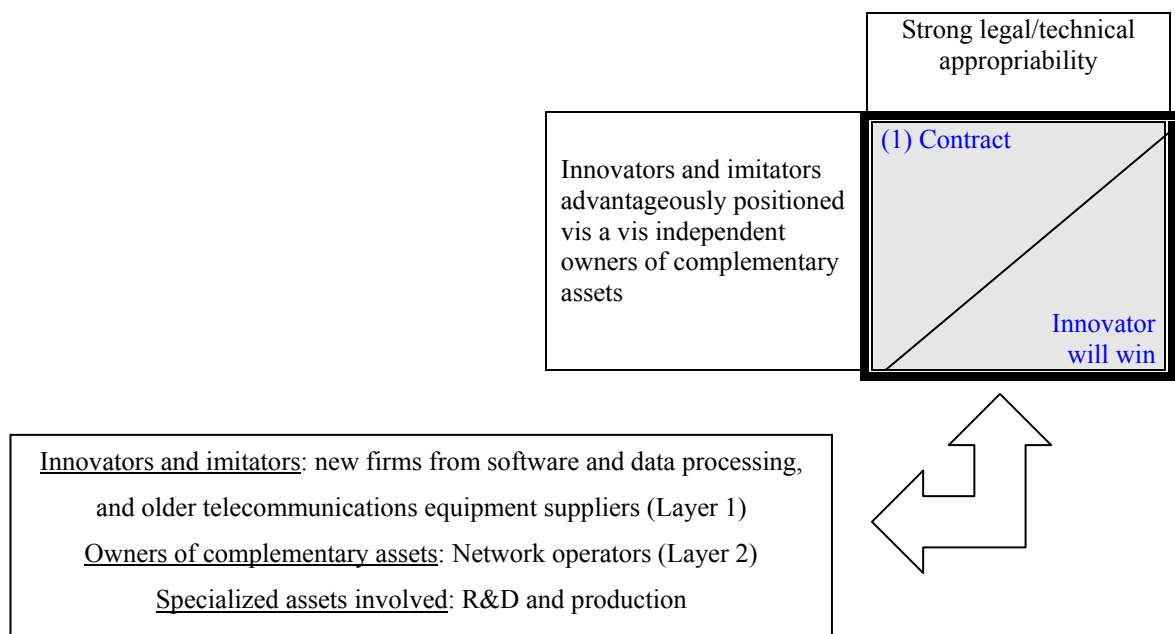 Strong legal/technical
appropriability
(1) Contract
Innovators and imitators
advantageously positioned
vis a vis independent
owners of complementary
assets
Innovator
will win
Innovators and imitators: new firms from software and data processing,
and older telecommunications equipment suppliers (Layer 1)
Owners of complementary assets: Network operators (Layer 2)
Specialized assets involved: R&D and production